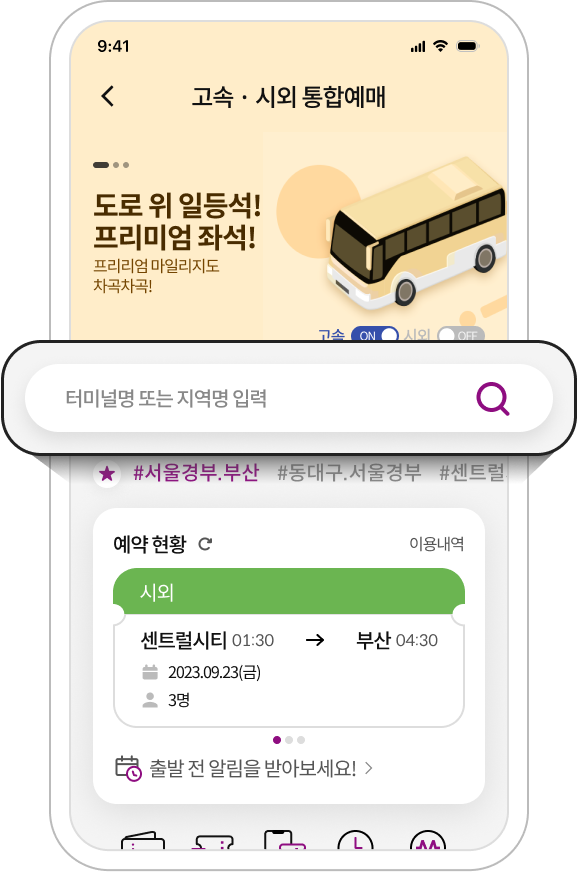 9:41
고속 · 시외 통합예매
도로 위 일등석!
프리미엄 좌석!
프리리엄 마일리지도
차곡차곡!
고속 ON 시외 OFF
터미널명 또는 지역명 입력
#서울경부.부산 #동대구.서울경부 #센트럴
예약 현황 이용내역
시외
센트럴시티 01:30 → 부산 04:30
2023.09.23(금)
3명
출발 전 알림을 받아보세요!